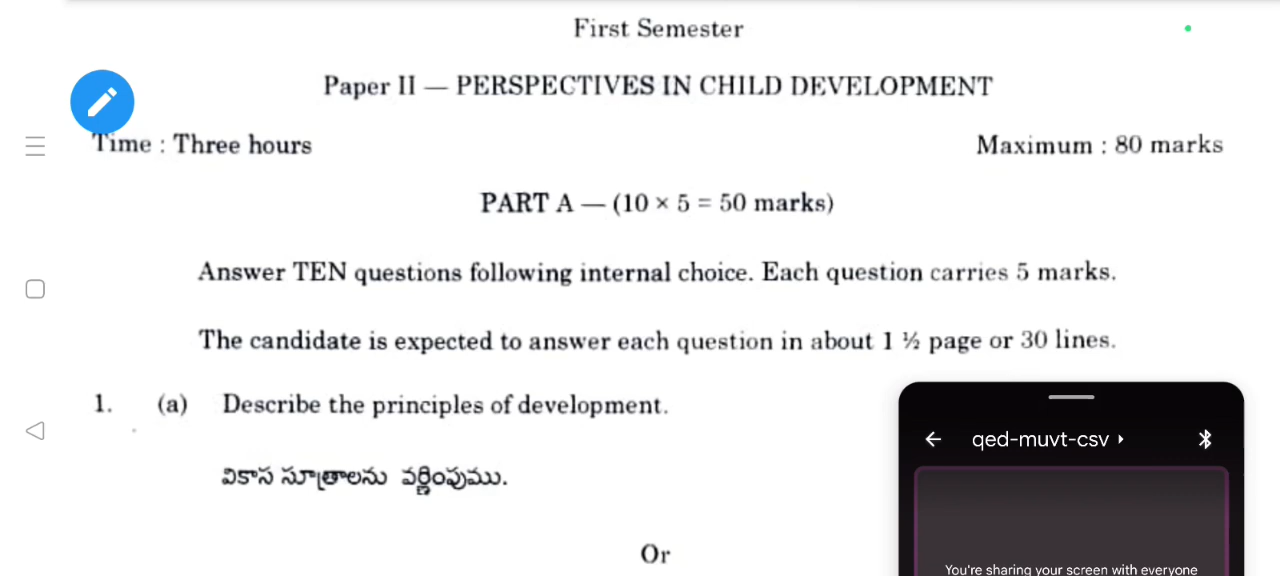 First Semester
Paper II — PERSPECTIVES IN CHILD DEVELOPMENT
Time : Three hours
Maximum : 80 marks
PART A — (10 × 5 = 50 marks)
Answer TEN questions following internal choice. Each question carries 5 marks.
The candidate is expected to answer each question in about 1 ½ page or 30 lines.
1. (a) Describe the principles of development.
వికాస సూత్రాలను వర్ణింపుము.
Or
qed-muvt-csv
You're sharing your screen with everyone